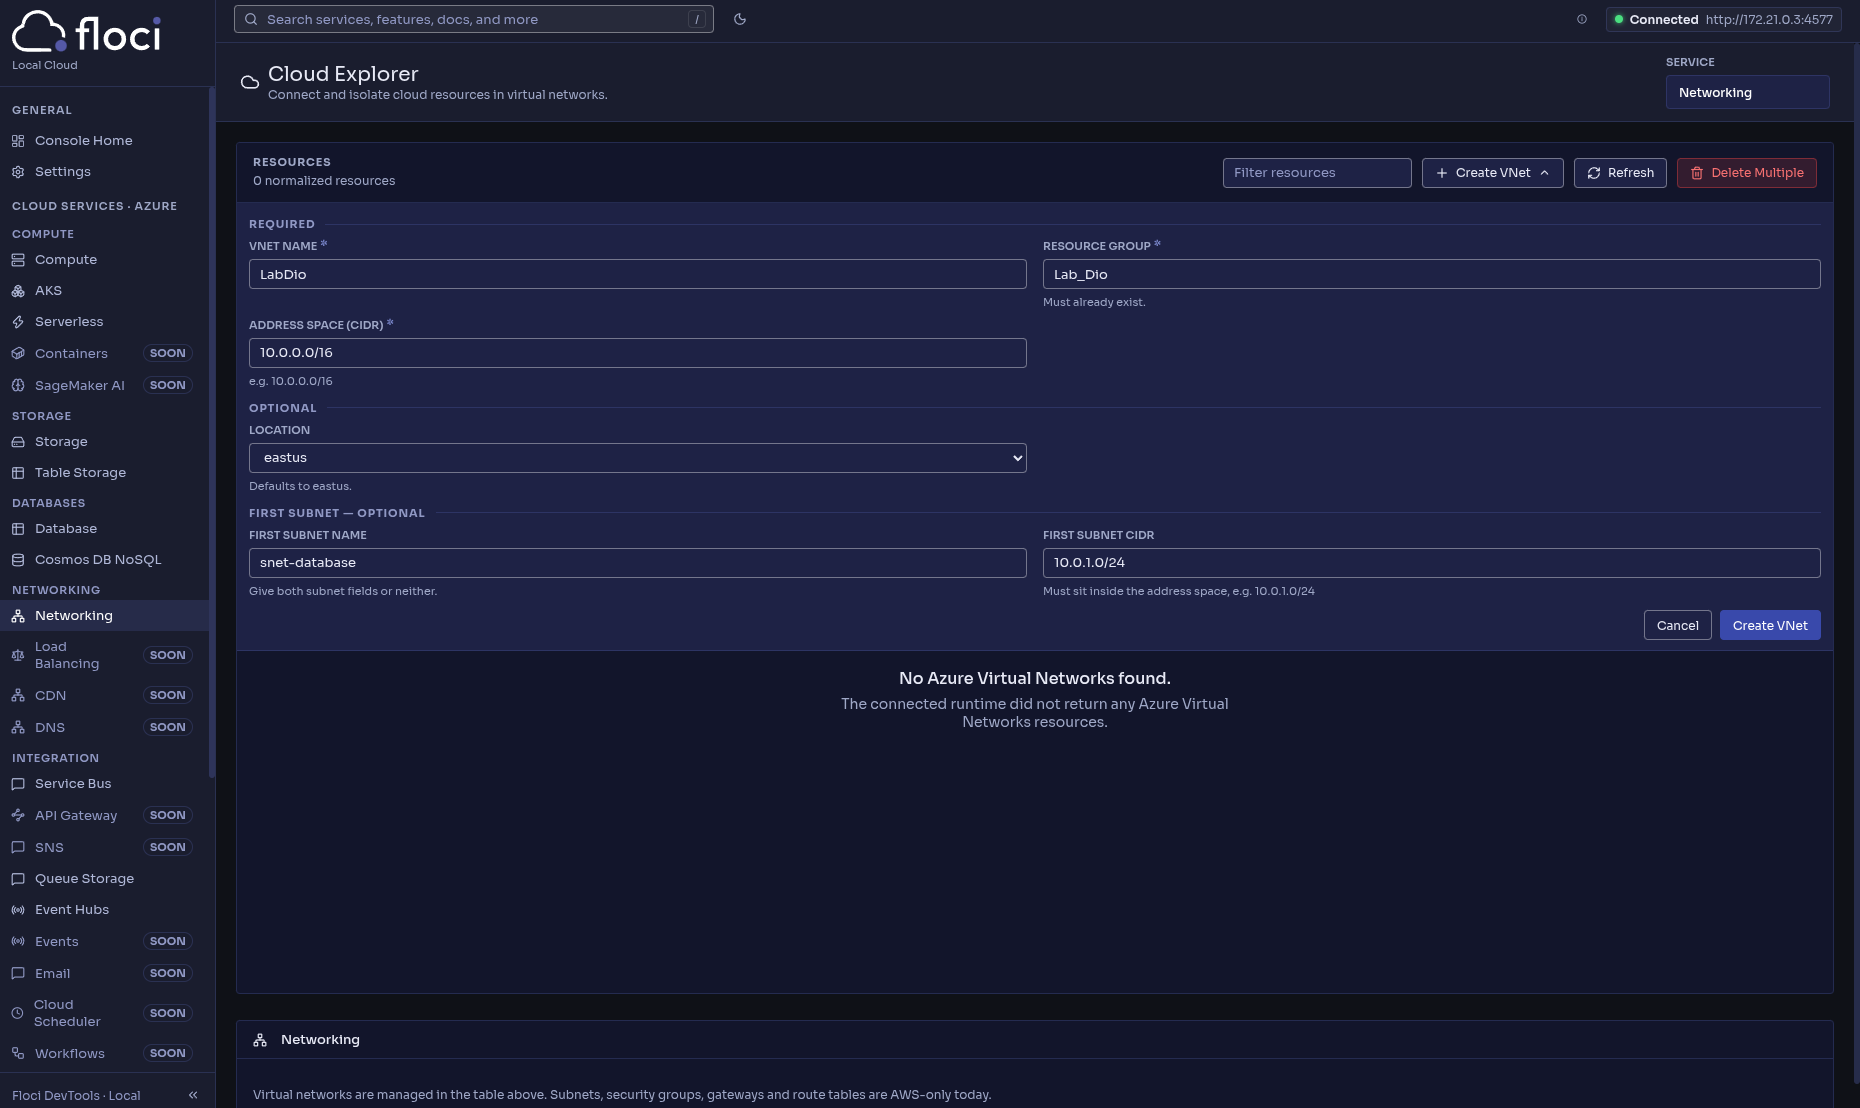 floci
Local Cloud
GENERAL
Console Home
Settings
CLOUD SERVICES · AZURE
COMPUTE
Compute
AKS
Serverless
Containers SOON
SageMaker AI SOON
STORAGE
Storage
Table Storage
DATABASES
Database
Cosmos DB NoSQL
NETWORKING
Networking
Load
Balancing SOON
CDN SOON
DNS SOON
INTEGRATION
Service Bus
API Gateway SOON
SNS SOON
Queue Storage
Event Hubs
Events SOON
Email SOON
Cloud
Scheduler SOON
Workflows SOON
Floci DevTools · Local «
Search services, features, docs, and more /
Connected http://172.21.0.3:4577
Cloud Explorer
Connect and isolate cloud resources in virtual networks.
SERVICE
Networking
RESOURCES
0 normalized resources
Filter resources
+ Create VNet
Refresh
Delete Multiple
REQUIRED
VNET NAME *
LabDio
RESOURCE GROUP *
Lab_Dio
Must already exist.
ADDRESS SPACE (CIDR) *
10.0.0.0/16
e.g. 10.0.0.0/16
OPTIONAL
LOCATION
eastus
Defaults to eastus.
FIRST SUBNET — OPTIONAL
FIRST SUBNET NAME
snet-database
Give both subnet fields or neither.
FIRST SUBNET CIDR
10.0.1.0/24
Must sit inside the address space, e.g. 10.0.1.0/24
Cancel
Create VNet
No Azure Virtual Networks found.
The connected runtime did not return any Azure Virtual
Networks resources.
Networking
Virtual networks are managed in the table above. Subnets, security groups, gateways and route tables are AWS-only today.